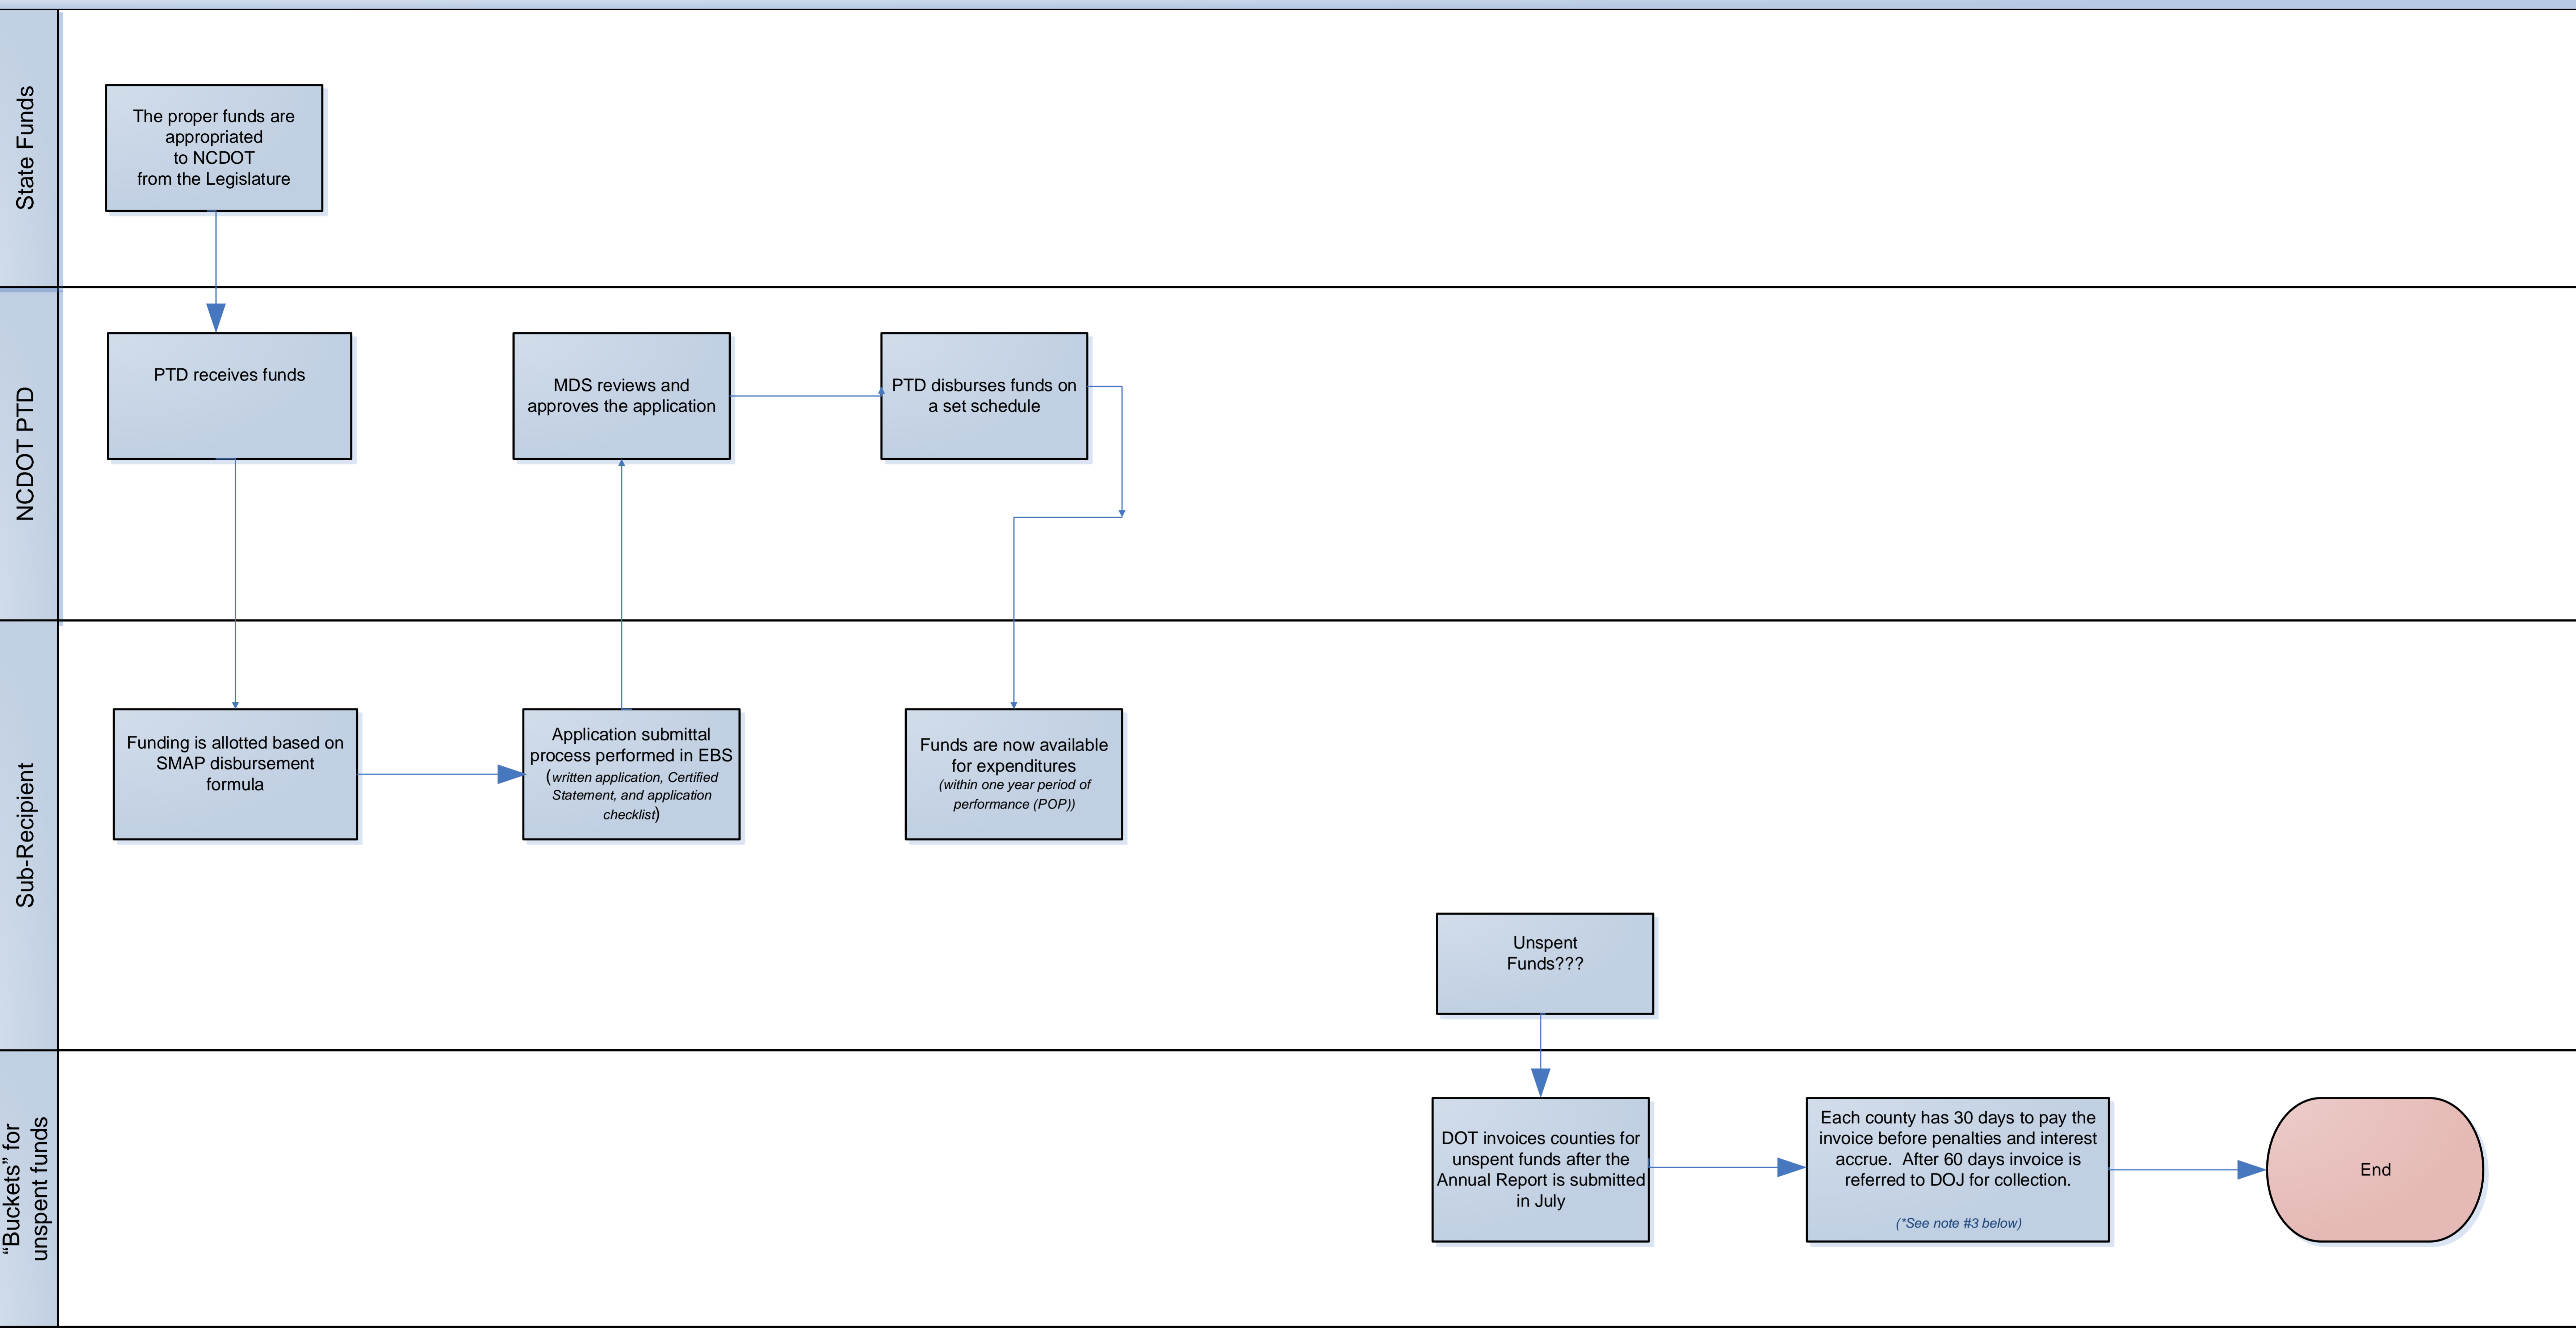 State Funds
The proper funds are
appropriated
to NCDOT
from the Legislature
NCDOT PTD
PTD receives funds
MDS reviews and
approves the application
PTD disburses funds on
a set schedule
Sub-Recipient
Funding is allotted based on
SMAP disbursement
formula
Application submittal
process performed in EBS
(written application, Certified
Statement, and application
checklist)
Funds are now available
for expenditures
(within one year period of
performance (POP))
Unspent
Funds???
“Buckets” for
unspent funds
DOT invoices counties for
unspent funds after the
Annual Report is submitted
in July
Each county has 30 days to pay the
invoice before penalties and interest
accrue.  After 60 days invoice is
referred to DOJ for collection.
(*See note #3 below)
End